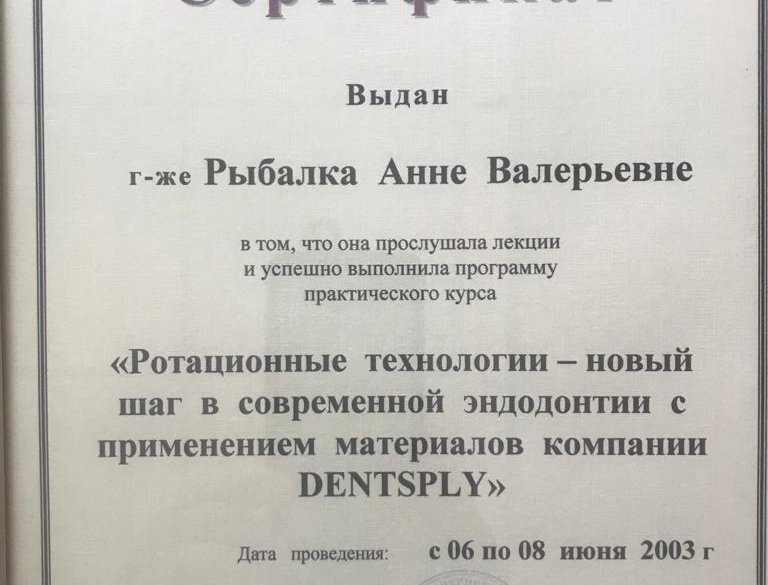 Сертификат
Выдан
г-же Рыбалка Анне Валерьевне
в том, что она прослушала лекции
и успешно выполнила программу
практического курса
«Ротационные технологии – новый
шаг в современной эндодонтии с
применением материалов компании
DENTSPLY»
Дата проведения: с 06 по 08 июня 2003 г